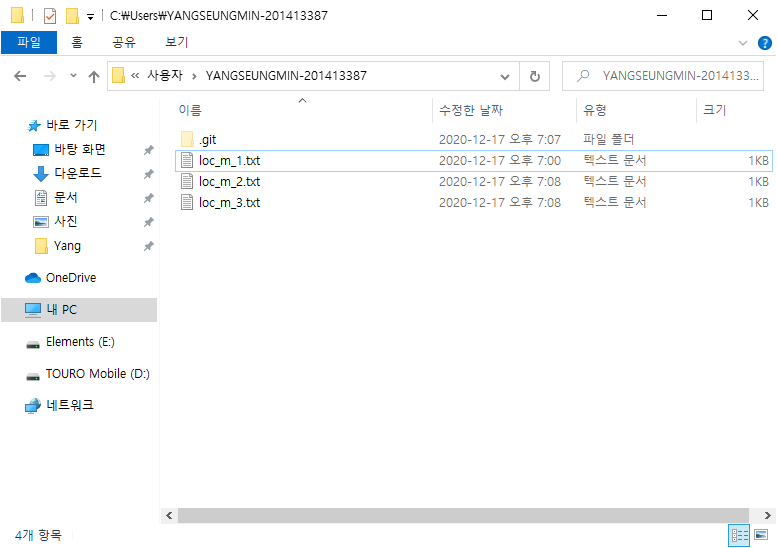 C:₩Users₩YANGSEUNGMIN-201413387
파일 홈 공유 보기
« 사용자 > YANGSEUNGMIN-201413387 YANGSEUNGMIN-2014133...
이름 수정한 날짜 유형 크기
.git 2020-12-17 오후 7:07 파일 폴더
loc_m_1.txt 2020-12-17 오후 7:00 텍스트 문서 1KB
loc_m_2.txt 2020-12-17 오후 7:08 텍스트 문서 1KB
loc_m_3.txt 2020-12-17 오후 7:08 텍스트 문서 1KB
바로 가기
바탕 화면
다운로드
문서
사진
Yang
OneDrive
내 PC
Elements (E:)
TOURO Mobile (D:)
네트워크
4개 항목